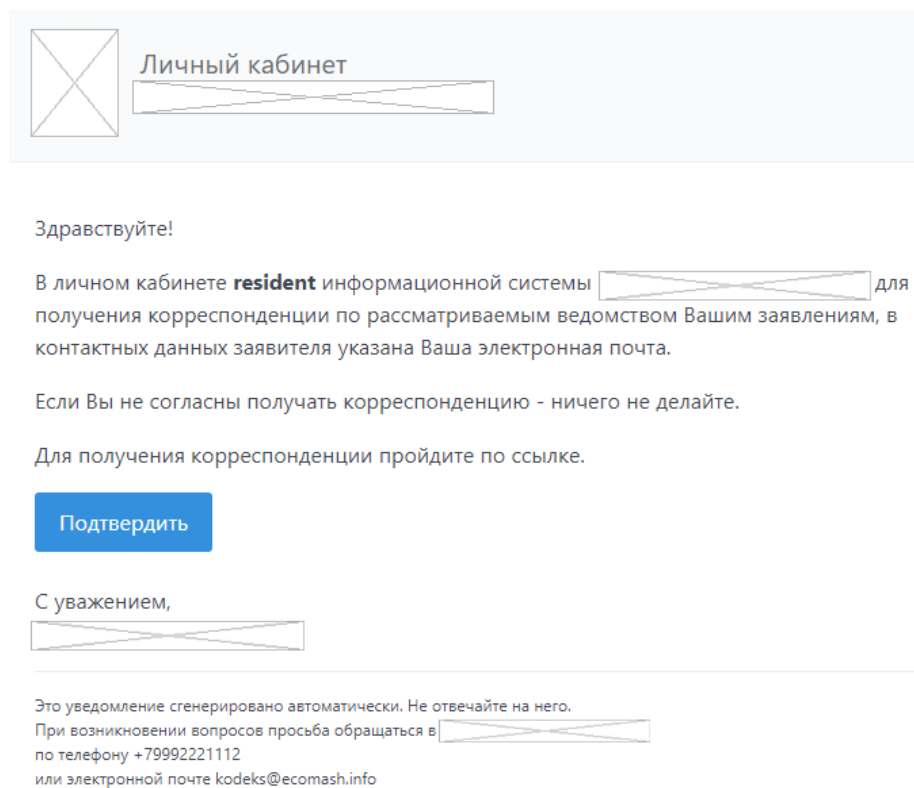 Личный кабинет
Здравствуйте!
В личном кабинете resident информационной системы для
получения корреспонденции по рассматриваемым ведомством Вашим заявлениям, в
контактных данных заявителя указана Ваша электронная почта.
Если Вы не согласны получать корреспонденцию - ничего не делайте.
Для получения корреспонденции пройдите по ссылке.
Подтвердить
С уважением,
Это уведомление сгенерировано автоматически. Не отвечайте на него.
При возникновении вопросов просьба обращаться в
по телефону +79992221112
или электронной почте kodeks@ecomash.info